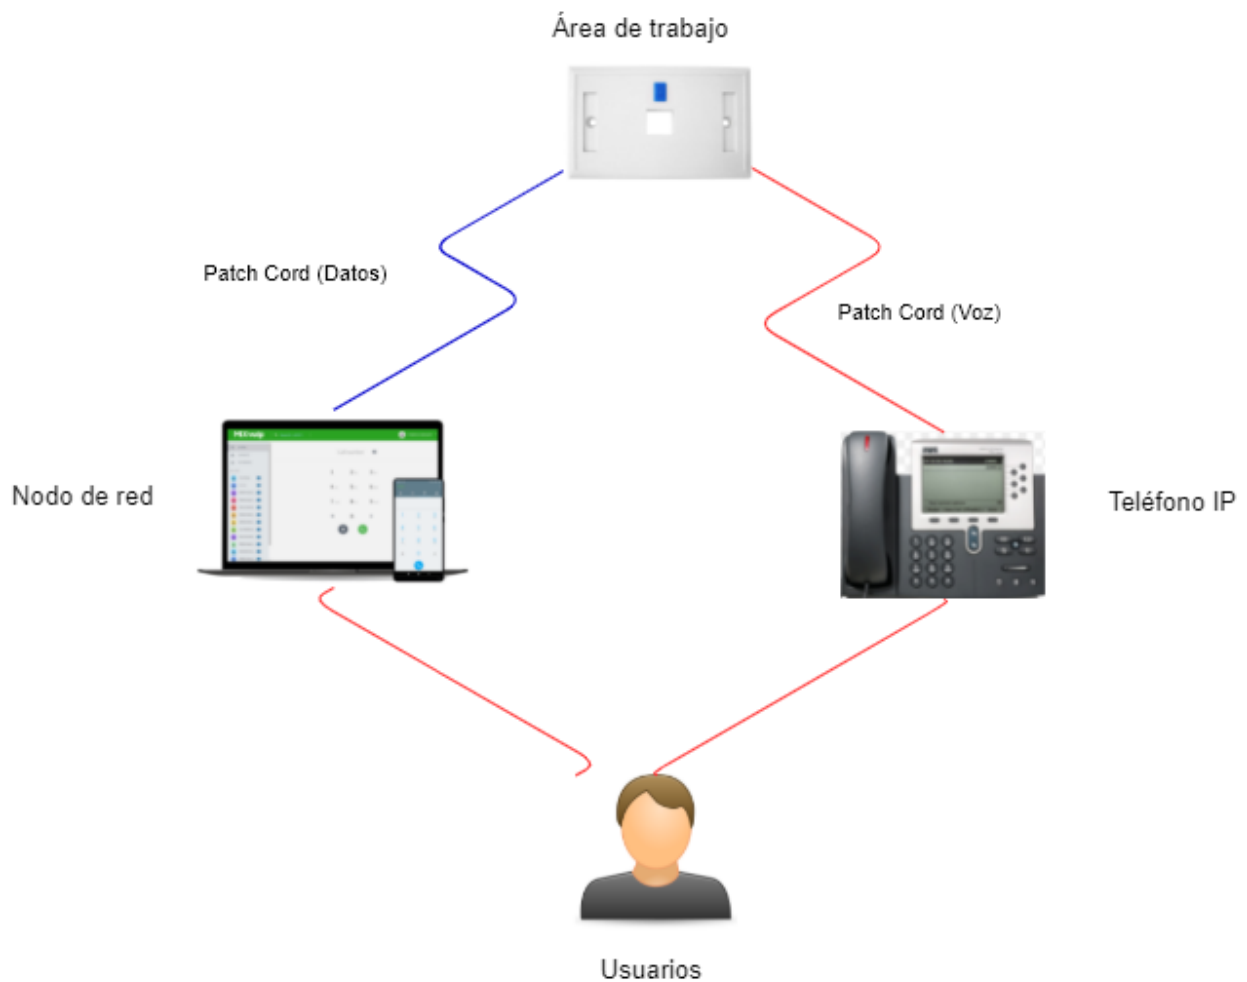 Área de trabajo
Patch Cord (Datos)
Patch Cord (Voz)
Nodo de red
Teléfono IP
Usuarios